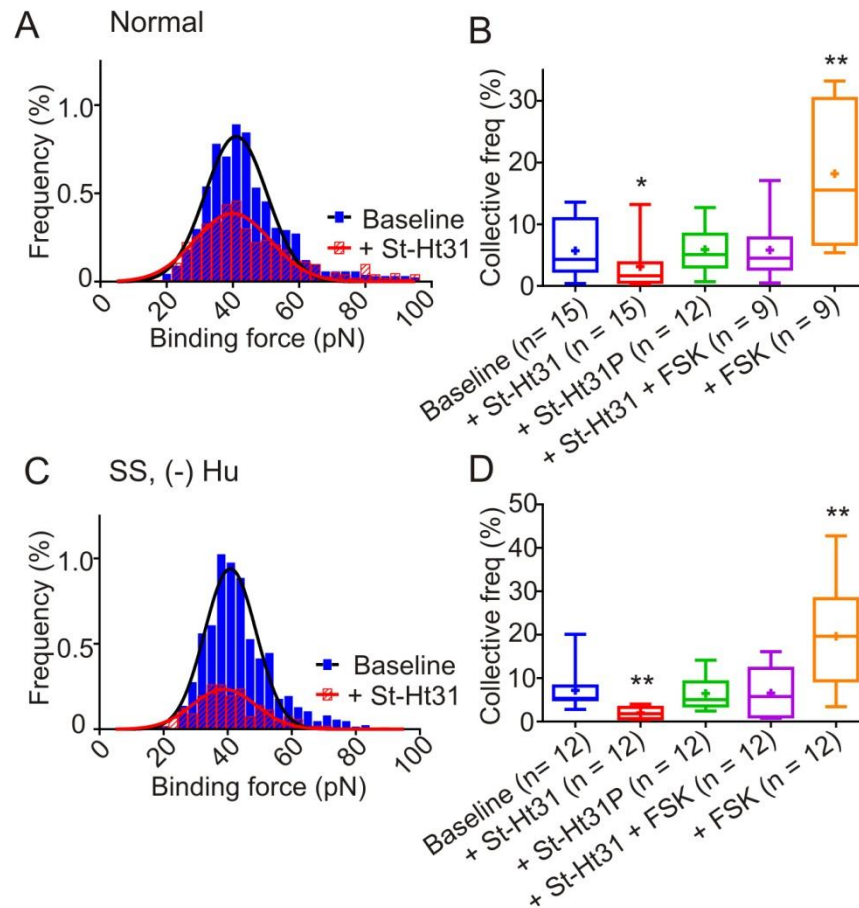 A Normal
Frequency (%)
1.0
0.5
0
Baseline
+ St-Ht31
0 20 40 60 80 100
Binding force (pN)
B
Collective freq (%)
30
20
10
0
*
**
Baseline (n= 15)
+ St-Ht31 (n = 15)
+ St-Ht31P (n = 12)
+ St-Ht31 + FSK (n = 9)
+ FSK (n = 9)
C SS, (-) Hu
Frequency (%)
1.0
0.5
0
Baseline
+ St-Ht31
0 20 40 60 80 100
Binding force (pN)
D
Collective freq (%)
50
40
30
20
10
0
**
**
Baseline (n= 12)
+ St-Ht31 (n = 12)
+ St-Ht31P (n = 12)
+ St-Ht31 + FSK (n = 12)
+ FSK (n = 12)